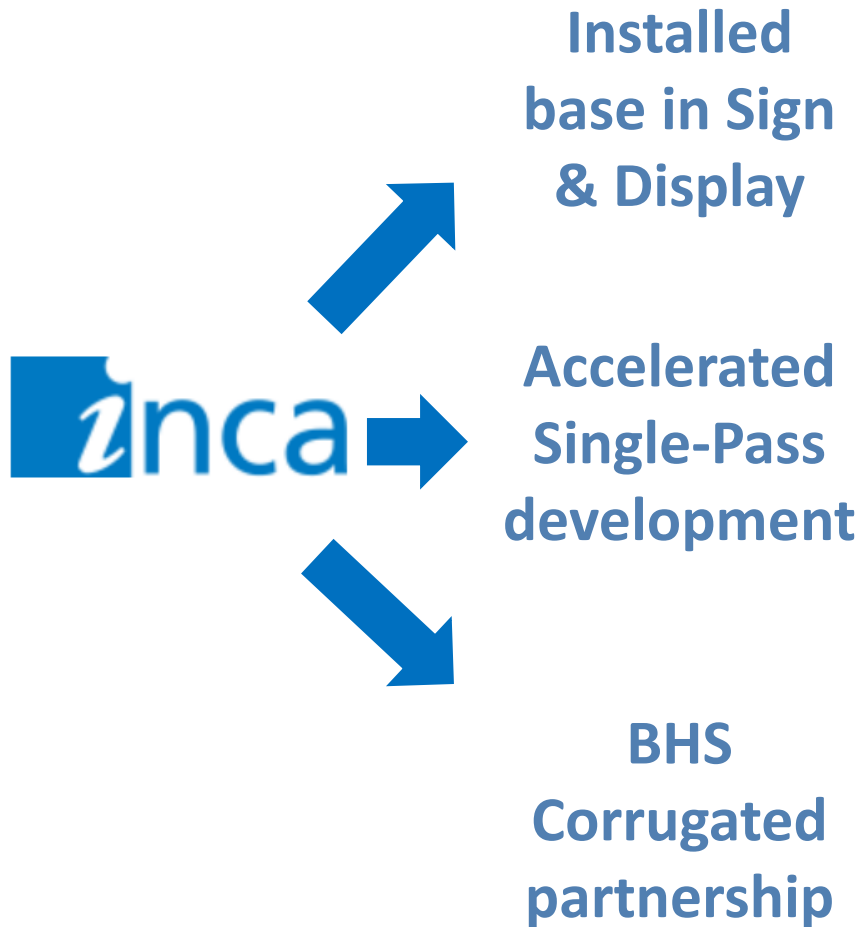 Installed
base in Sign
& Display
inca
Accelerated
Single-Pass
development
BHS
Corrugated
partnership